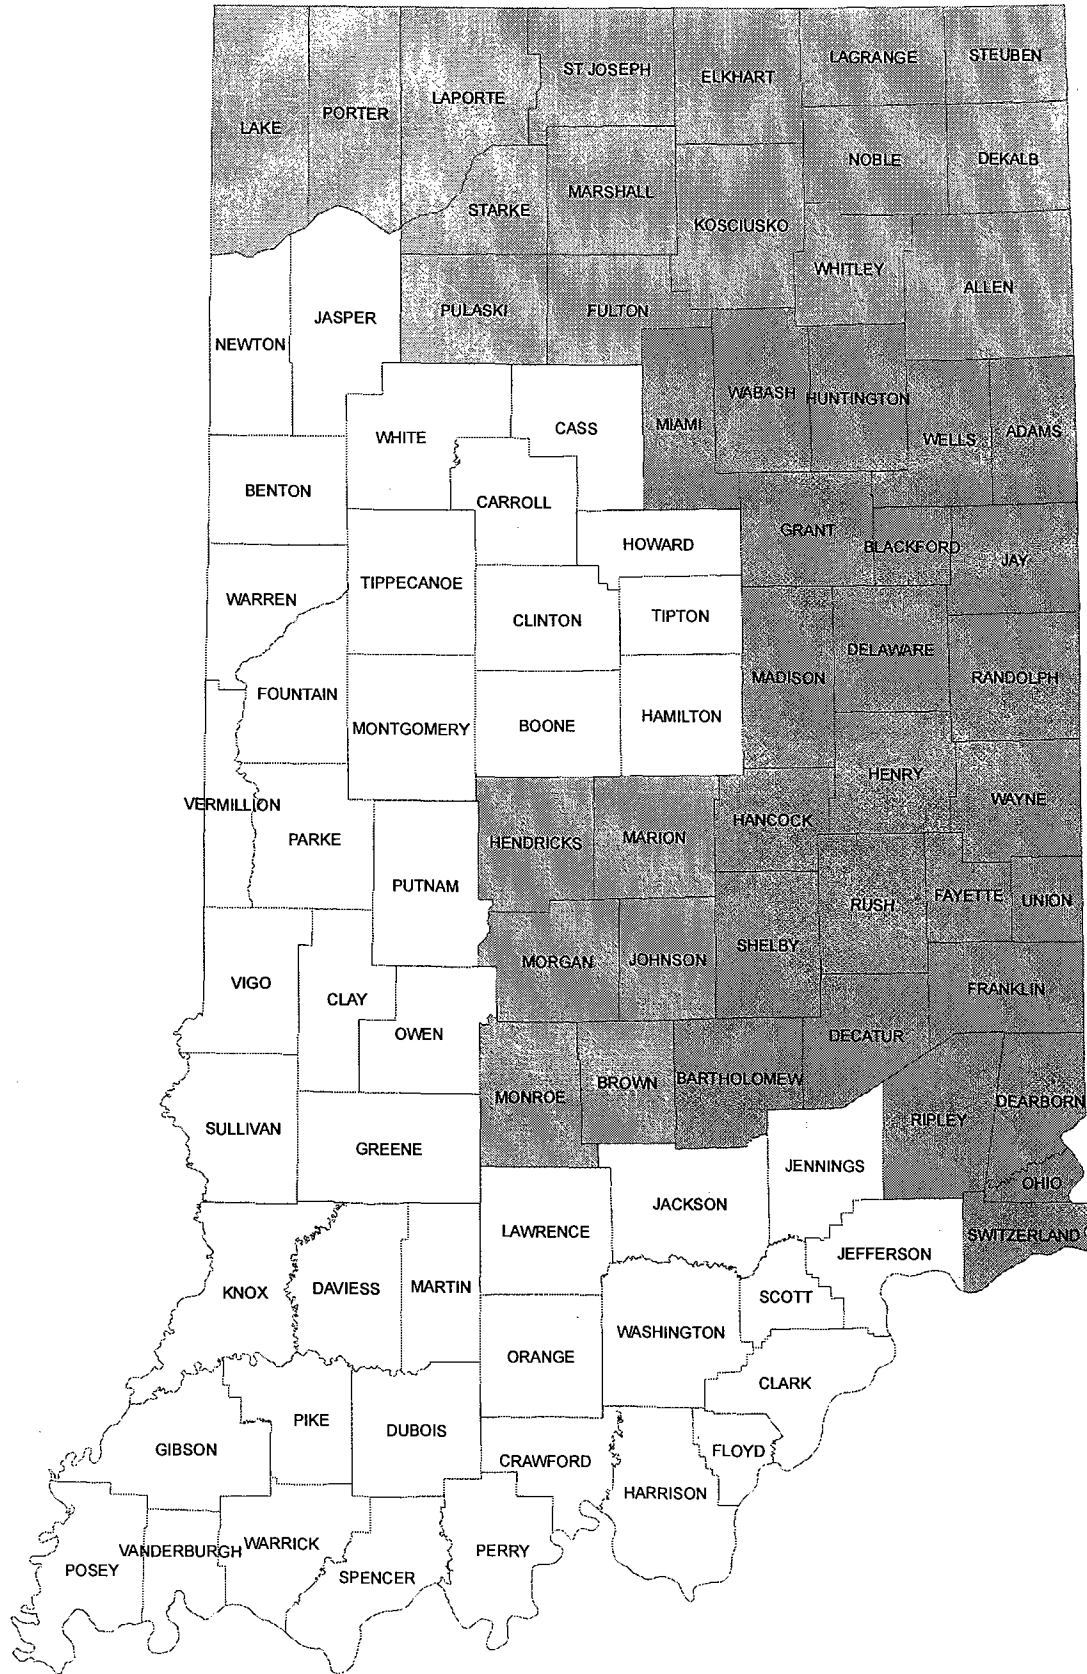 STEUBEN
LAGRANGE
ST JOSEPH
ELKHART
LAPORTE
PORTER
LAKE
NOBLE
DEKALB
MARSHALL
STARKE
KOSCIUSKO
WHITLEY
ALLEN
PULASKI
FULTON
JASPER
NEWTON
WABASH
HUNTINGTON
MIAMI
CASS
WHITE
WELLS
ADAMS
BENTON
CARROLL
GRANT
HOWARD
BLACKFORD
JAY
TIPPECANOE
WARREN
CLINTON
TIPTON
DELAWARE
MADISON
RANDOLPH
FOUNTAIN
HAMILTON
MONTGOMERY
BOONE
HENRY
WAYNE
VERMILLION
HANCOCK
PARKE
HENDRICKS
MARION
PUTNAM
FAYETTE
UNION
RUSH
SHELBY
MORGAN
JOHNSON
VIGO
FRANKLIN
CLAY
OWEN
DECATUR
BARTHOLOMEW
BROWN
MONROE
DEARBORN
RIPLEY
SULLIVAN
GREENE
JENNINGS
OHIO
JACKSON
LAWRENCE
SWITZERLAND
JEFFERSON
KNOX
DAVIESS
MARTIN
SCOTT
WASHINGTON
ORANGE
CLARK
PIKE
DUBOIS
GIBSON
FLOYD
CRAWFORD
HARRISON
WARRICK
VANDERBURGH
PERRY
POSEY
SPENCER